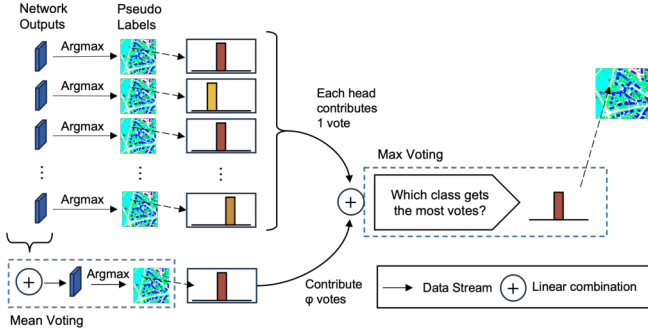 Network
Outputs
Pseudo
Labels
Argmax
Argmax
Argmax
...
...
...
Argmax
Each head
contributes
1 vote
Max Voting
Which class gets
the most votes?
+
+
Argmax
Mean Voting
Contribute
φ votes
Data Stream
+
Linear combination